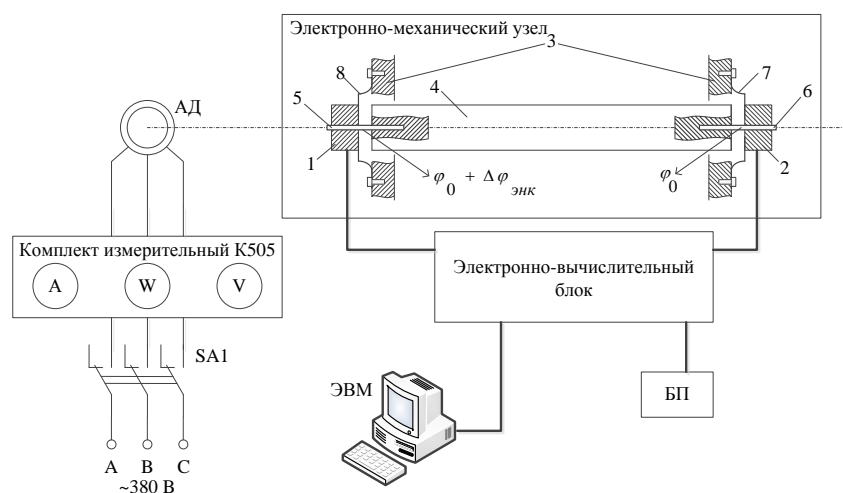 Электронно-механический узел
3
8
7
4
АД
5
6
1
2
φ0 + Δφэнк
φ0
Комплект измерительный К505
A
W
V
Электронно-вычислительный
блок
SA1
ЭВМ
БП
A
B
C
~380 В